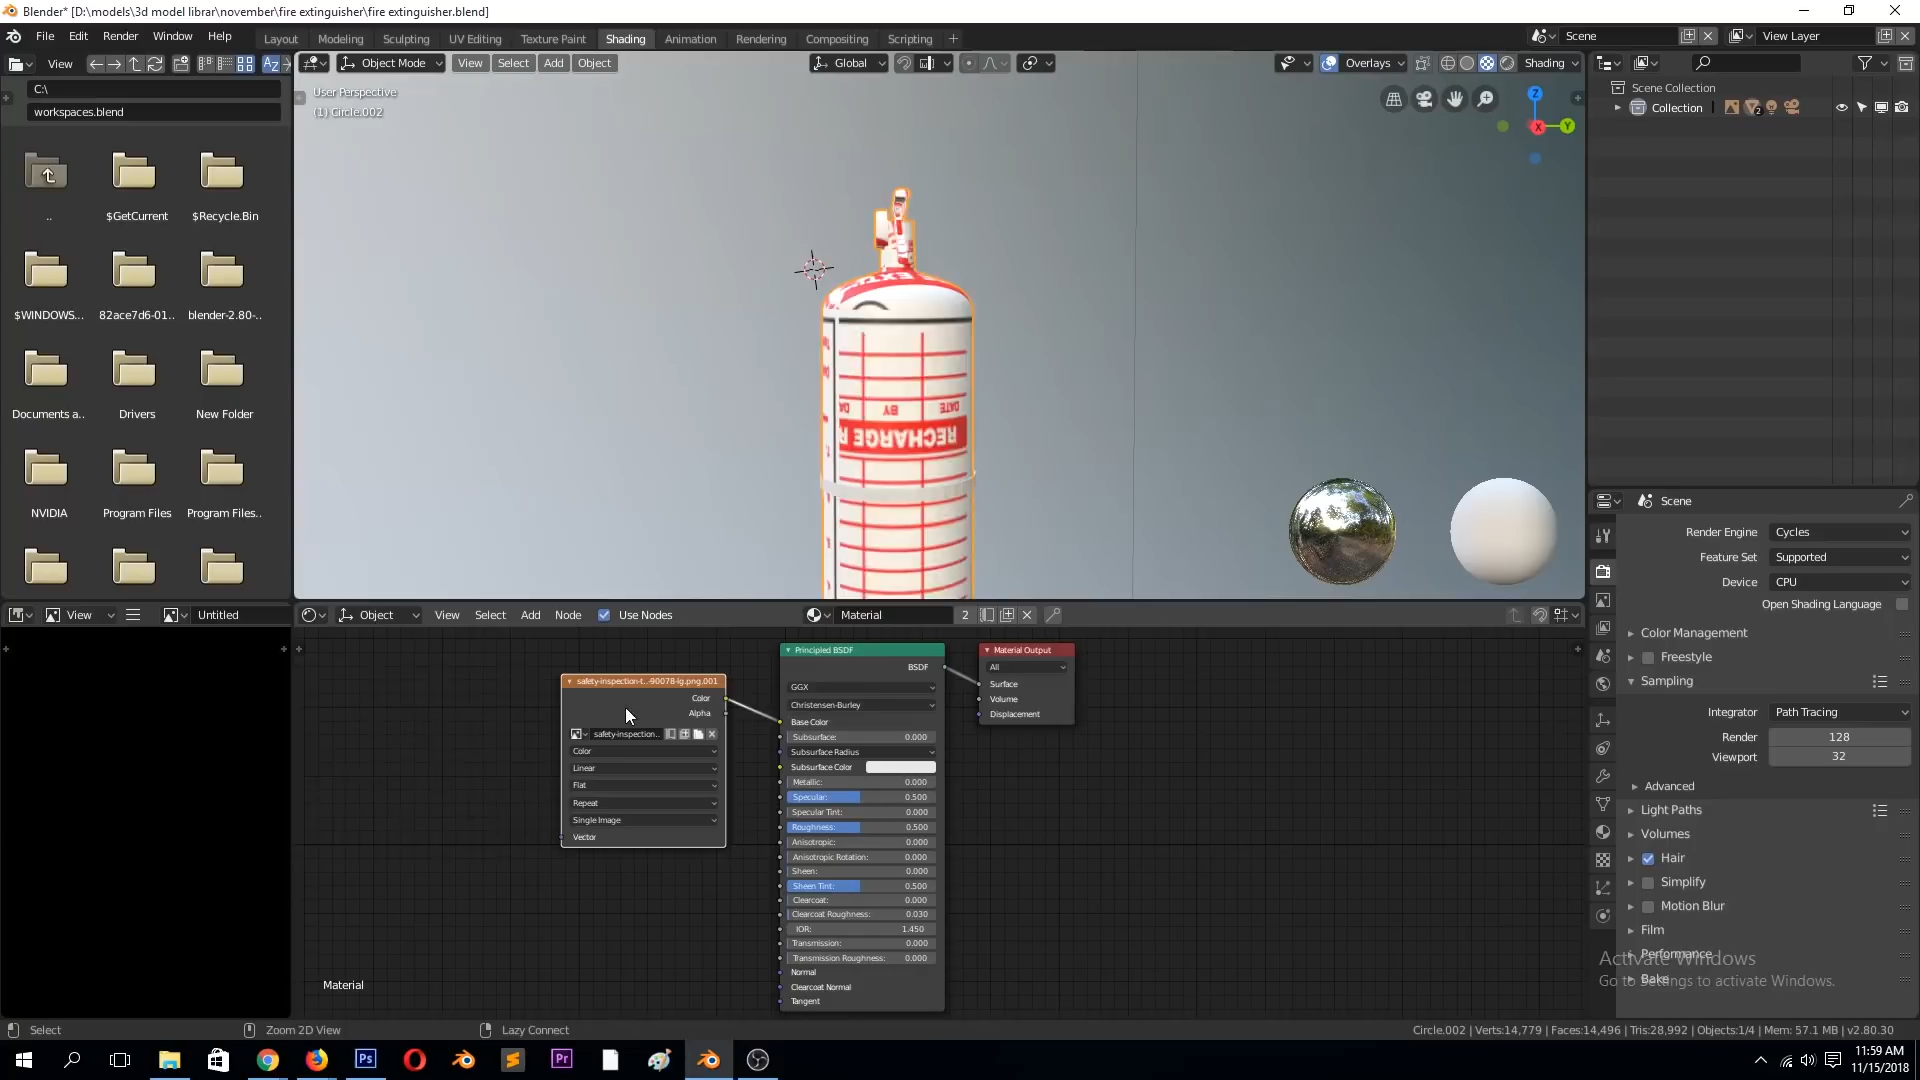 Blender* [D:\models\3d model librar\november\fire extinguisher\fire extinguisher.blend]
File Edit Render Window Help
Layout Modeling Sculpting UV Editing Texture Paint Shading Animation Rendering Compositing Scripting
Scene
View Layer
View
Object Mode View Select Add Object
Global
Overlays
Shading
C:\
workspaces.blend
User Perspective
(1) Circle.002
Scene Collection
Collection
2
Z
X
Y
..
$GetCurrent
$Recycle.Bin
$WINDOWS...
82ace7d6-01..
blender-2.80-..
Documents a..
Drivers
New Folder
NVIDIA
Program Files
Program Files..
DATE
BY
DA
RECHARGE R
Scene
Render Engine Cycles
Feature Set Supported
Device CPU
Open Shading Language
Color Management
Freestyle
Sampling
Integrator Path Tracing
Render 128
Viewport 32
Advanced
Light Paths
Volumes
Hair
Simplify
Motion Blur
Film
Performance
Bake
Activate Windows
Go to Settings to activate Windows.
View
Untitled
Object View Select Add Node Use Nodes
Material 2
safety-inspection-t...-90078-lg.png.001
Color
Alpha
safety-inspection..
Color
Linear
Flat
Repeat
Single Image
Vector
Principled BSDF
BSDF
GGX
Christensen-Burley
Base Color
Subsurface: 0.000
Subsurface Radius
Subsurface Color
Metallic: 0.000
Specular: 0.500
Specular Tint: 0.000
Roughness: 0.500
Anisotropic: 0.000
Anisotropic Rotation: 0.000
Sheen: 0.000
Sheen Tint: 0.500
Clearcoat: 0.000
Clearcoat Roughness: 0.030
IOR: 1.450
Transmission: 0.000
Transmission Roughness: 0.000
Normal
Clearcoat Normal
Tangent
Material Output
All
Surface
Volume
Displacement
Material
Select
Zoom 2D View
Lazy Connect
Circle.002 | Verts:14,779 | Faces:14,496 | Tris:28,992 | Objects:1/4 | Mem: 57.1 MB | v2.80.30
Ps
Pr
11:59 AM
11/15/2018